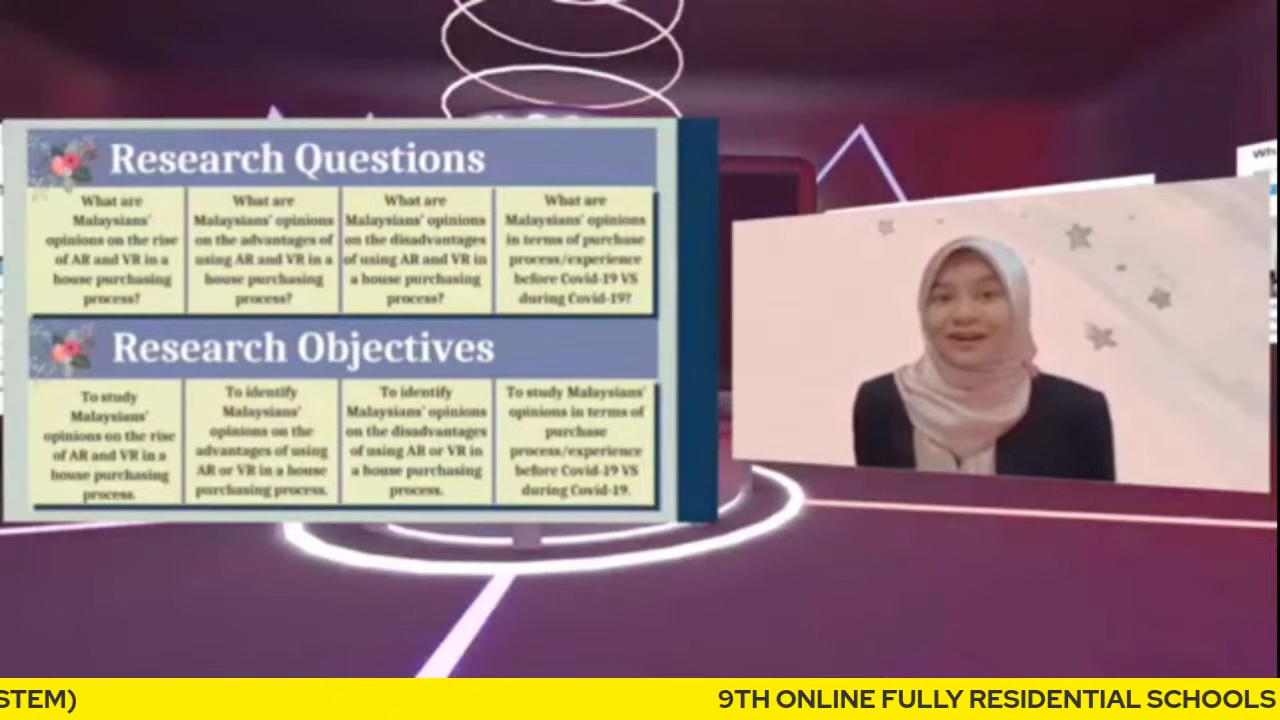 Research Questions
What are
Malaysians'
opinions on the rise
of AR and VR in a
house purchasing
process?
What are
Malaysians' opinions
on the advantages of
using AR and VR in a
house purchasing
process?
What are
Malaysians' opinions
on the disadvantages
of using AR and VR in
a house purchasing
process?
What are
Malaysians' opinions
in terms of purchase
process/experience
before Covid-19 VS
during Covid-19?
Research Objectives
To study
Malaysians'
opinions on the rise
of AR and VR in a
house purchasing
process.
To identify
Malaysians'
opinions on the
advantages of using
AR or VR in a house
purchasing process.
To identify
Malaysians' opinions
on the disadvantages
of using AR or VR in
a house purchasing
process.
To study Malaysians'
opinions in terms of
purchase
process/experience
before Covid-19 VS
during Covid-19.
STEM)
9TH ONLINE FULLY RESIDENTIAL SCHOOLS